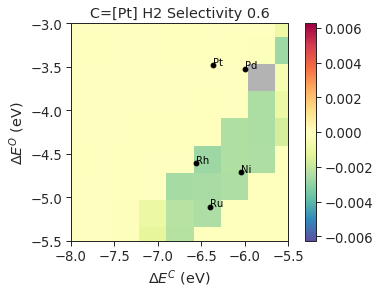 C=[Pt] H2 Selectivity 0.6
−3.0
−3.5
−4.0
−4.5
−5.0
−5.5
ΔE^O (eV)
−8.0 −7.5 −7.0 −6.5 −6.0 −5.5
ΔE^C (eV)
Pt
Pd
Rh
Ni
Ru
0.006
0.004
0.002
0.000
−0.002
−0.004
−0.006